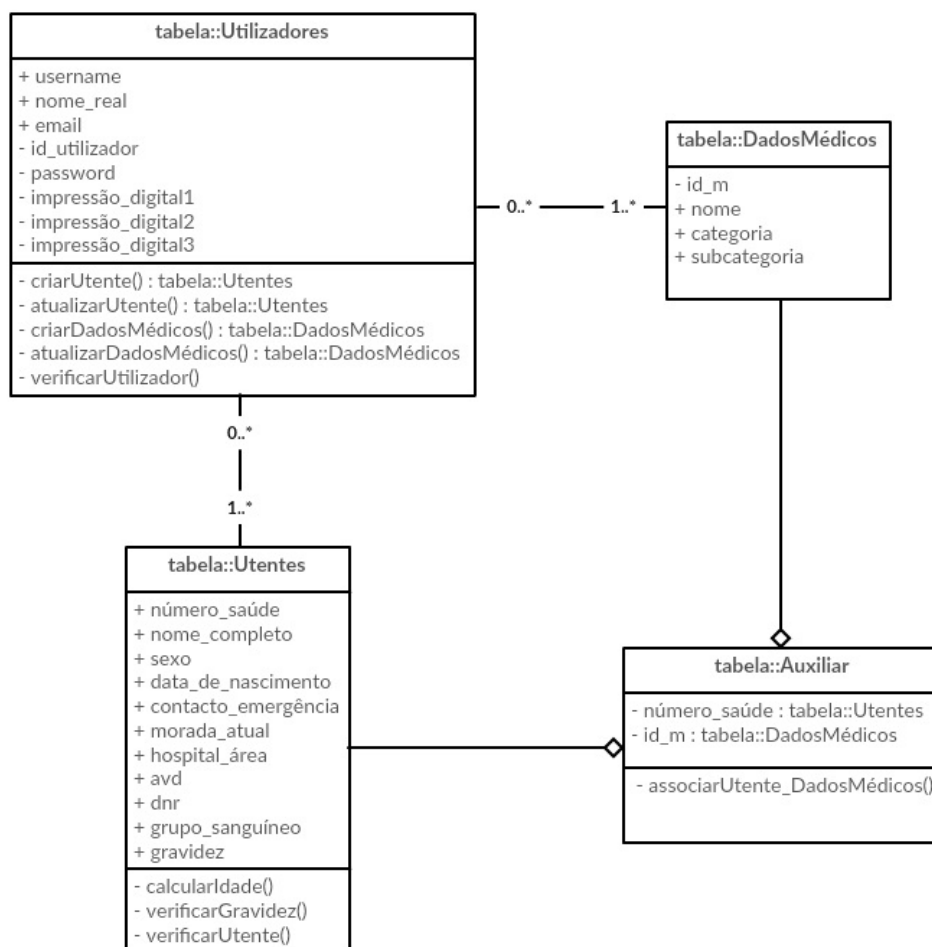 tabela::Utilizadores
+ username
+ nome_real
+ email
- id_utilizador
- password
- impressão_digital1
- impressão_digital2
- impressão_digital3
- criarUtente() : tabela::Utentes
- atualizarUtente() : tabela::Utentes
- criarDadosMédicos() : tabela::DadosMédicos
- atualizarDadosMédicos() : tabela::DadosMédicos
- verificarUtilizador()
0..*
1..*
tabela::DadosMédicos
- id_m
+ nome
+ categoria
+ subcategoria
0..*
1..*
tabela::Utentes
+ número_saúde
+ nome_completo
+ sexo
+ data_de_nascimento
+ contacto_emergência
+ morada_atual
+ hospital_área
+ avd
+ dnr
+ grupo_sanguíneo
+ gravidez
- calcularIdade()
- verificarGravidez()
- verificarUtente()
tabela::Auxiliar
- número_saúde : tabela::Utentes
- id_m : tabela::DadosMédicos
- associarUtente_DadosMédicos()